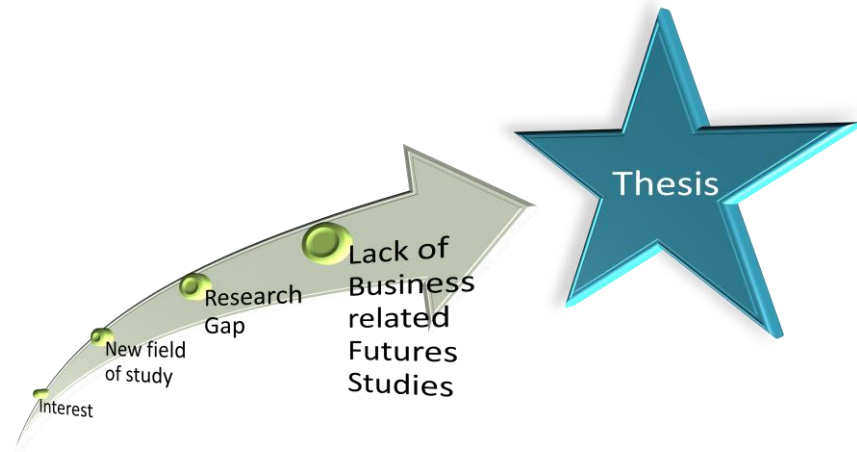 Thesis
Lack of
Business
related
Futures
Studies
Research
Gap
New field
of study
Interest